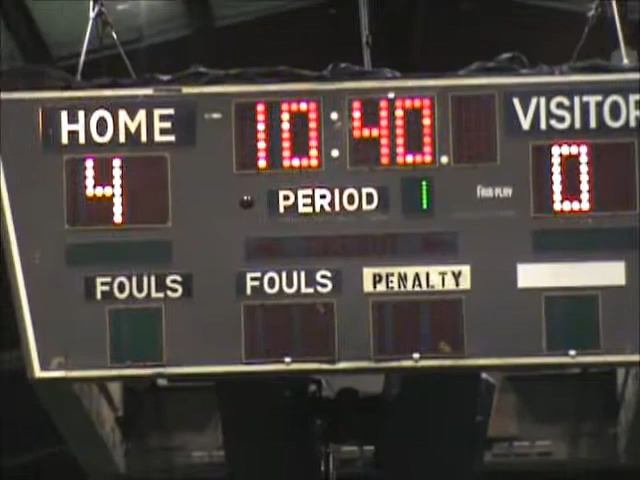 HOME 10:40. VISITOR
4 PERIOD 1 FAIR-PLAY 0
FOULS FOULS PENALTY